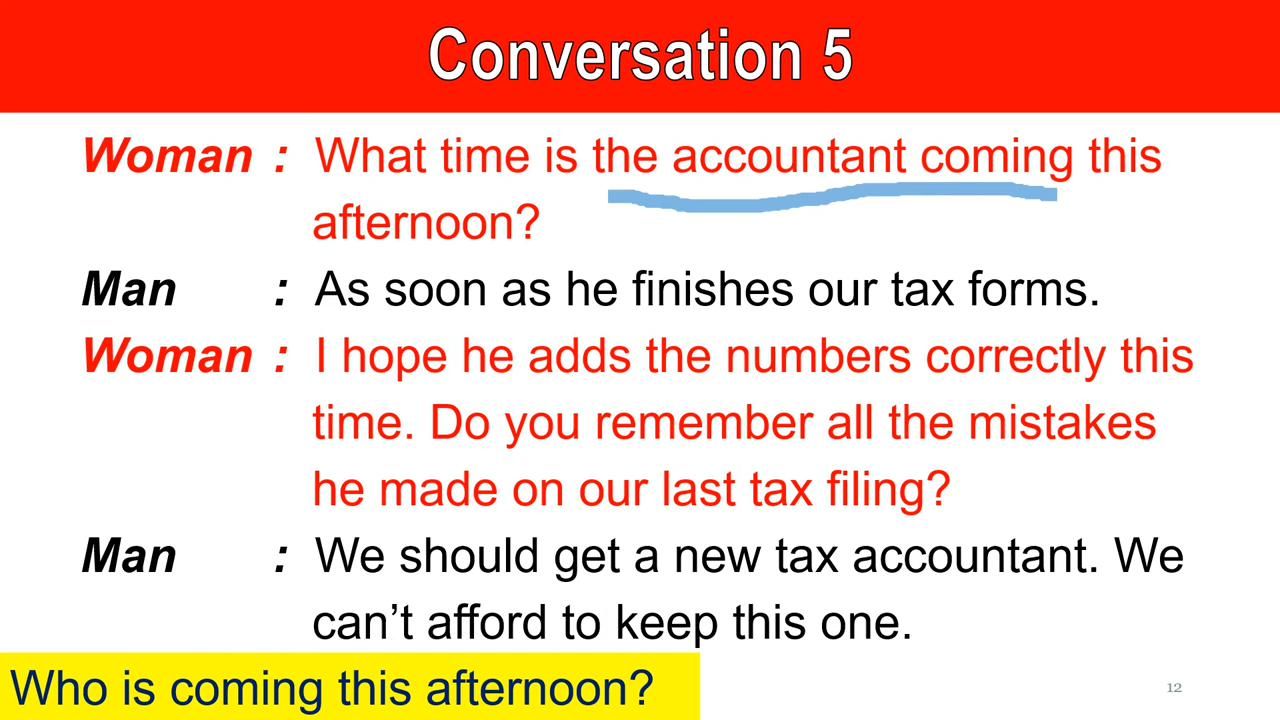 Conversation 5
Woman : What time is the accountant coming this
afternoon?
Man : As soon as he finishes our tax forms.
Woman : I hope he adds the numbers correctly this
time. Do you remember all the mistakes
he made on our last tax filing?
Man : We should get a new tax accountant. We
can’t afford to keep this one.
Who is coming this afternoon?
12